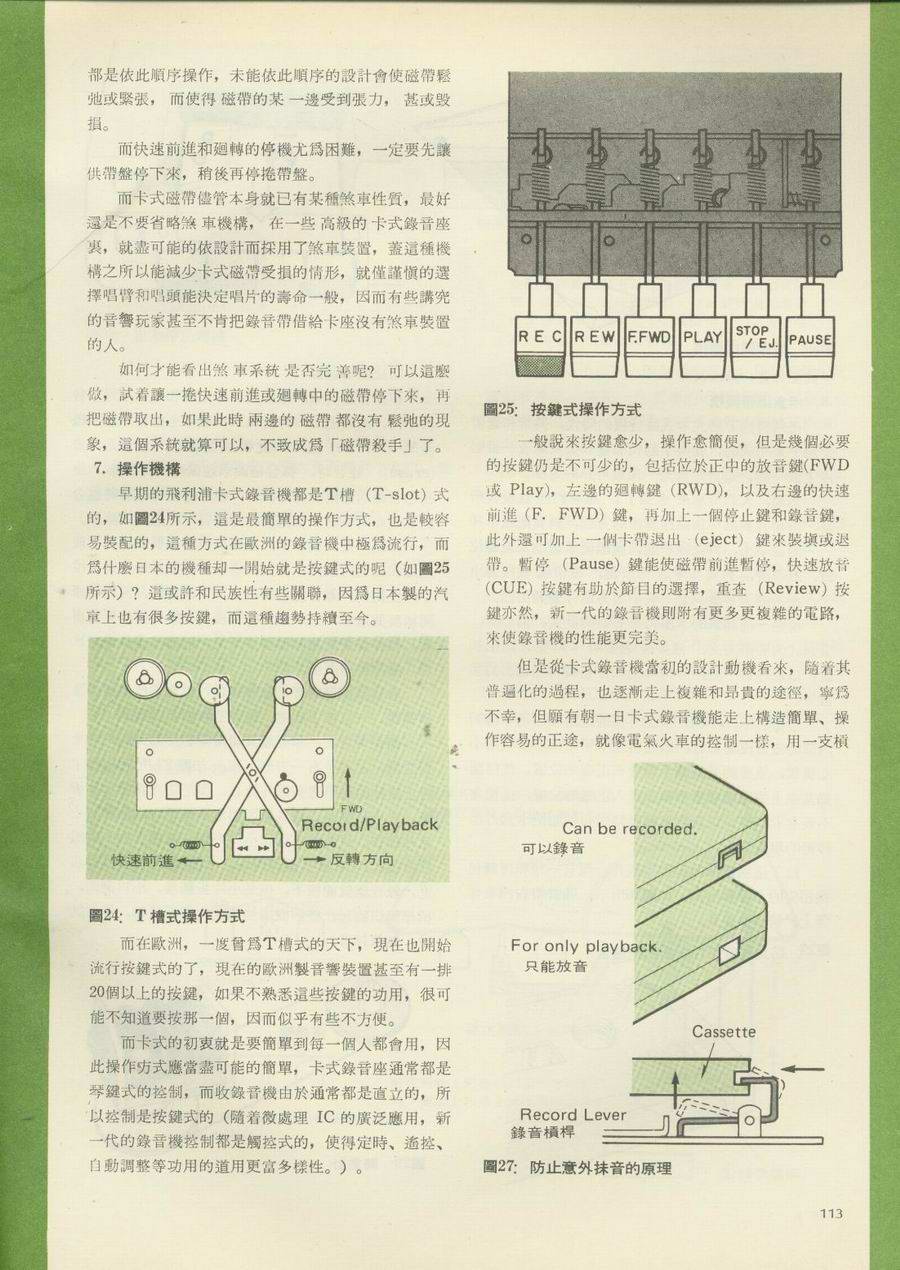 都是依此順序操作，未能依此順序的設計會使磁帶鬆
弛或緊張，而使得磁帶的某一邊受到張力，甚或毀
損。
而快速前進和廻轉的停機尤爲困難，一定要先讓
供帶盤停下來，稍後再停捲帶盤。
而卡式磁帶儘管本身就已有某種煞車性質，最好
還是不要省略煞車機構，在一些高級的卡式錄音座
裏，就盡可能的依設計而採用了煞車裝置，蓋這種機
構之所以能減少卡式磁帶受損的情形，就僅謹愼的選
擇唱臂和唱頭能決定唱片的壽命一般，因而有些講究
的音響玩家甚至不肯把錄音帶借給卡座沒有煞車裝置
的人。
如何才能看出煞車系統是否完善呢？可以這麼
做，試着讓一捲快速前進或廻轉中的磁帶停下來，再
把磁帶取出，如果此時兩邊的磁帶都沒有鬆弛的現
象，這個系統就算可以，不致成爲「磁帶殺手」了。
7. 操作機構
早期的飛利浦卡式錄音機都是T槽（T-slot）式
的，如圖24所示，這是最簡單的操作方式，也是較容
易裝配的，這種方式在歐洲的錄音機中極爲流行，而
爲什麼日本的機種却一開始就是按鍵式的呢（如圖25
所示）？這或許和民族性有些關聯，因爲日本製的汽
車上也有很多按鍵，而這種趨勢持續至今。
FWD
Record/Playback
快速前進
反轉方向
圖24：T槽式操作方式
而在歐洲，一度曾爲T槽式的天下，現在也開始
流行按鍵式的了，現在的歐洲製音響裝置甚至有一排
20個以上的按鍵，如果不熟悉這些按鍵的功用，很可
能不知道要按那一個，因而似乎有些不方便。
而卡式的初衷就是要簡單到每一個人都會用，因
此操作方式應當盡可能的簡單，卡式錄音座通常都是
琴鍵式的控制，而收錄音機由於通常都是直立的，所
以控制是按鍵式的（隨着微處理 IC 的廣泛應用，新
一代的錄音機控制都是觸控式的，使得定時、遙控、
自動調整等功用的道用更富多樣性。）。
REC
REW
F.FWD
PLAY
STOP
/ EJ.
PAUSE
圖25：按鍵式操作方式
一般說來按鍵愈少，操作愈簡便，但是幾個必要
的按鍵仍是不可少的，包括位於正中的放音鍵(FWD
或 Play)，左邊的廻轉鍵（RWD)，以及右邊的快速
前進（F. FWD）鍵，再加上一個停止鍵和錄音鍵，
此外還可加上一個卡帶退出（eject）鍵來裝塡或退
帶。暫停（Pause）鍵能使磁帶前進暫停，快速放音
(CUE）按鍵有助於節目的選擇，重查（Review）按
鍵亦然，新一代的錄音機則附有更多更複雜的電路，
來使錄音機的性能更完美。
但是從卡式錄音機當初的設計動機看來，隨着其
普遍化的過程，也逐漸走上複雜和昻貴的途徑，寧爲
不幸，但願有朝一日卡式錄音機能走上構造簡單、操
作容易的正途，就像電氣火車的控制一樣，用一支槓
Can be recorded.
可以錄音
For only playback.
只能放音
Cassette
Record Lever
錄音槓桿
圖27：防止意外抹音的原理
113